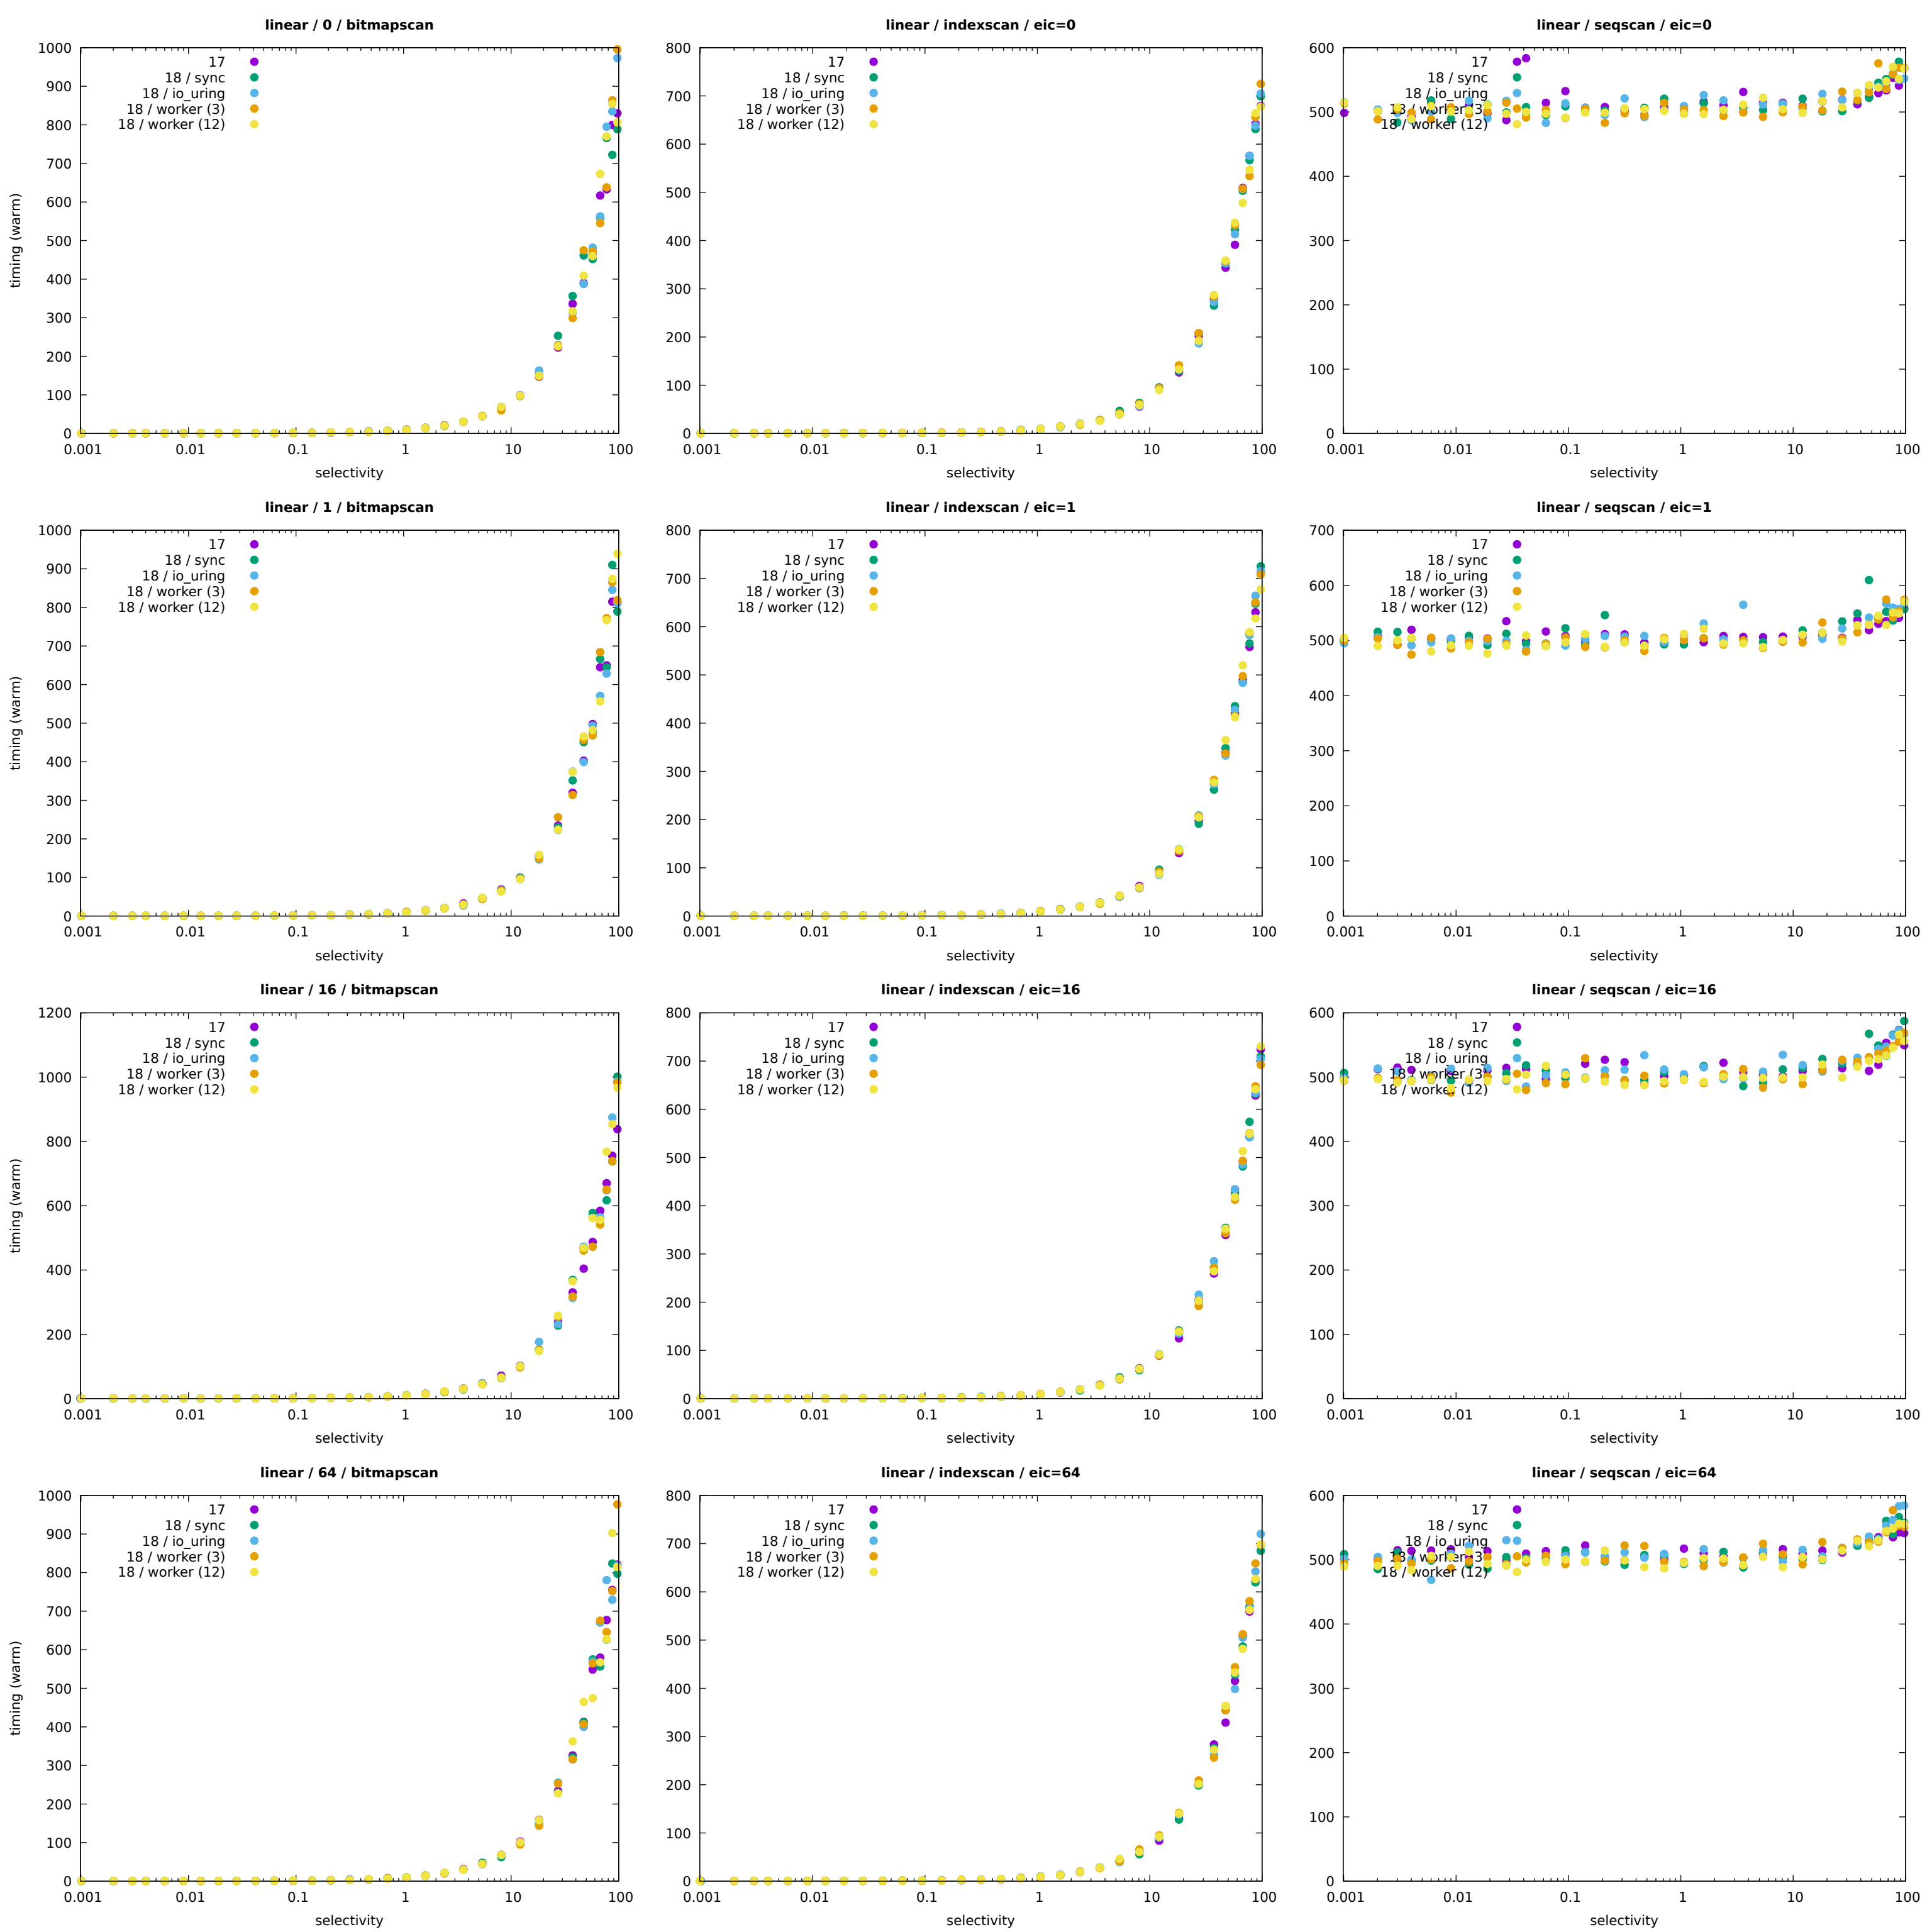 linear / 0 / bitmapscan
1000
900
800
700
600
500
400
300
200
100
0
timing (warm)
17
18 / sync
18 / io_uring
18 / worker (3)
18 / worker (12)
0.001 0.01 0.1 1 10 100
selectivity
linear / indexscan / eic=0
800
700
600
500
400
300
200
100
0
17
18 / sync
18 / io_uring
18 / worker (3)
18 / worker (12)
0.001 0.01 0.1 1 10 100
selectivity
linear / seqscan / eic=0
600
500
400
300
200
100
0
17
18 / sync
18 / io_uring
18 / worker (3)
18 / worker (12)
0.001 0.01 0.1 1 10 100
selectivity
linear / 1 / bitmapscan
1000
900
800
700
600
500
400
300
200
100
0
timing (warm)
17
18 / sync
18 / io_uring
18 / worker (3)
18 / worker (12)
0.001 0.01 0.1 1 10 100
selectivity
linear / indexscan / eic=1
800
700
600
500
400
300
200
100
0
17
18 / sync
18 / io_uring
18 / worker (3)
18 / worker (12)
0.001 0.01 0.1 1 10 100
selectivity
linear / seqscan / eic=1
700
600
500
400
300
200
100
0
17
18 / sync
18 / io_uring
18 / worker (3)
18 / worker (12)
0.001 0.01 0.1 1 10 100
selectivity
linear / 16 / bitmapscan
1200
1000
800
600
400
200
0
timing (warm)
17
18 / sync
18 / io_uring
18 / worker (3)
18 / worker (12)
0.001 0.01 0.1 1 10 100
selectivity
linear / indexscan / eic=16
800
700
600
500
400
300
200
100
0
17
18 / sync
18 / io_uring
18 / worker (3)
18 / worker (12)
0.001 0.01 0.1 1 10 100
selectivity
linear / seqscan / eic=16
600
500
400
300
200
100
0
17
18 / sync
18 / io_uring
18 / worker (3)
18 / worker (12)
0.001 0.01 0.1 1 10 100
selectivity
linear / 64 / bitmapscan
1000
900
800
700
600
500
400
300
200
100
0
timing (warm)
17
18 / sync
18 / io_uring
18 / worker (3)
18 / worker (12)
0.001 0.01 0.1 1 10 100
selectivity
linear / indexscan / eic=64
800
700
600
500
400
300
200
100
0
17
18 / sync
18 / io_uring
18 / worker (3)
18 / worker (12)
0.001 0.01 0.1 1 10 100
selectivity
linear / seqscan / eic=64
600
500
400
300
200
100
0
17
18 / sync
18 / io_uring
18 / worker (3)
18 / worker (12)
0.001 0.01 0.1 1 10 100
selectivity